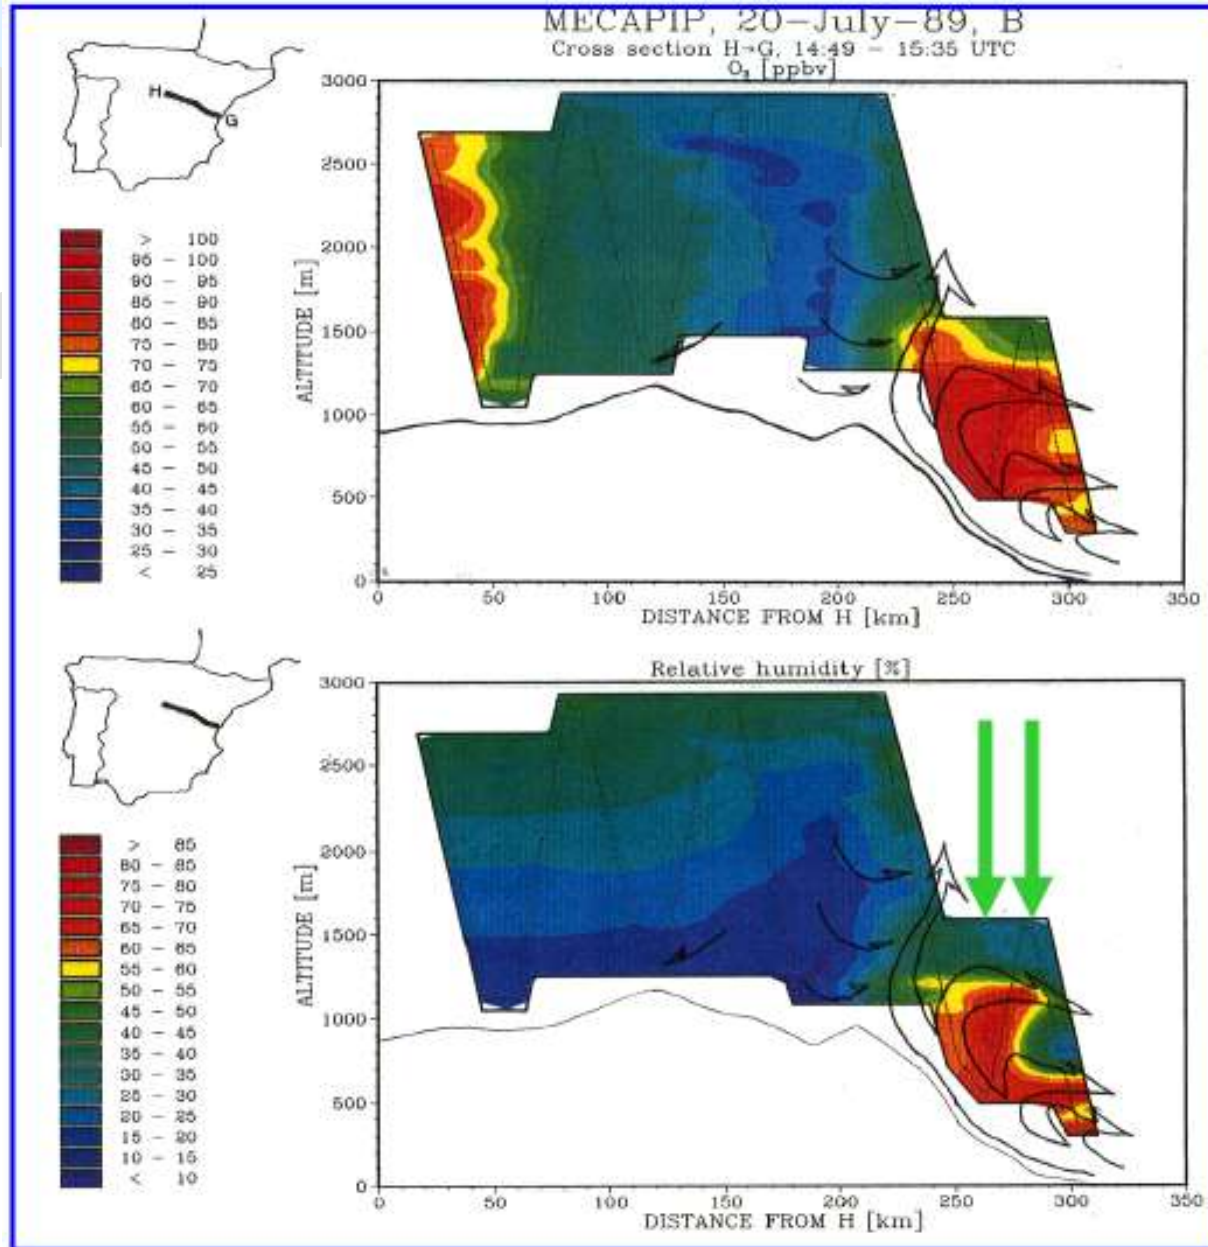 MECAPIP, 20-July-89, B
Cross section H→G, 14:49 - 15:35 UTC
O₃ [ppbv]
H
G
> 100
95 - 100
90 - 95
85 - 90
80 - 85
75 - 80
70 - 75
65 - 70
60 - 65
55 - 60
50 - 55
45 - 50
40 - 45
35 - 40
30 - 35
25 - 30
< 25
ALTITUDE [m]
3000
2500
2000
1500
1000
500
0
0 50 100 150 200 250 300 350
DISTANCE FROM H [km]
Relative humidity [%]
> 85
80 - 85
75 - 80
70 - 75
65 - 70
60 - 65
55 - 60
50 - 55
45 - 50
40 - 45
35 - 40
30 - 35
25 - 30
20 - 25
15 - 20
10 - 15
< 10
ALTITUDE [m]
3000
2500
2000
1500
1000
500
0
0 50 100 150 200 250 300 350
DISTANCE FROM H [km]